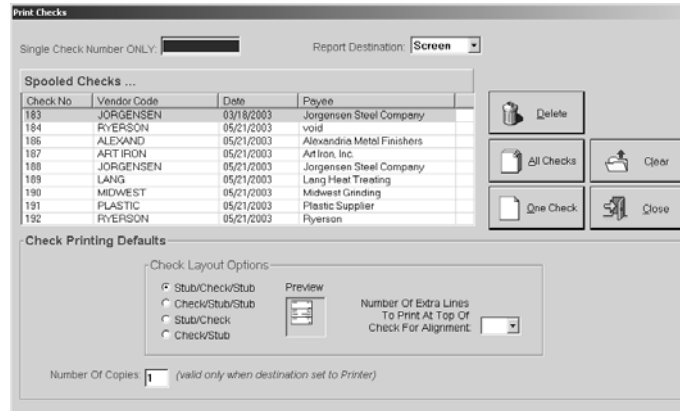 Print Checks
Single Check Number ONLY:
Report Destination: Screen
Spooled Checks ...
Check No Vendor Code Date Payee
183 JORGENSEN 03/18/2003 Jorgensen Steel Company
184 RYERSON 05/21/2003 void
186 ALEXAND 05/21/2003 Alexandria Metal Finishers
187 ART IRON 05/21/2003 Art Iron, Inc.
188 JORGENSEN 05/21/2003 Jorgensen Steel Company
189 LANG 05/21/2003 Lang Heat Treating
190 MIDWEST 05/21/2003 Midwest Grinding
191 PLASTIC 05/21/2003 Plastic Supplier
192 RYERSON 05/21/2003 Ryerson
Delete
All Checks
Clear
One Check
Close
Check Printing Defaults
Check Layout Options
Stub/Check/Stub
Check/Stub/Stub
Stub/Check
Check/Stub
Preview
Number Of Extra Lines
To Print At Top Of
Check For Alignment:
Number Of Copies: 1 (valid only when destination set to Printer)